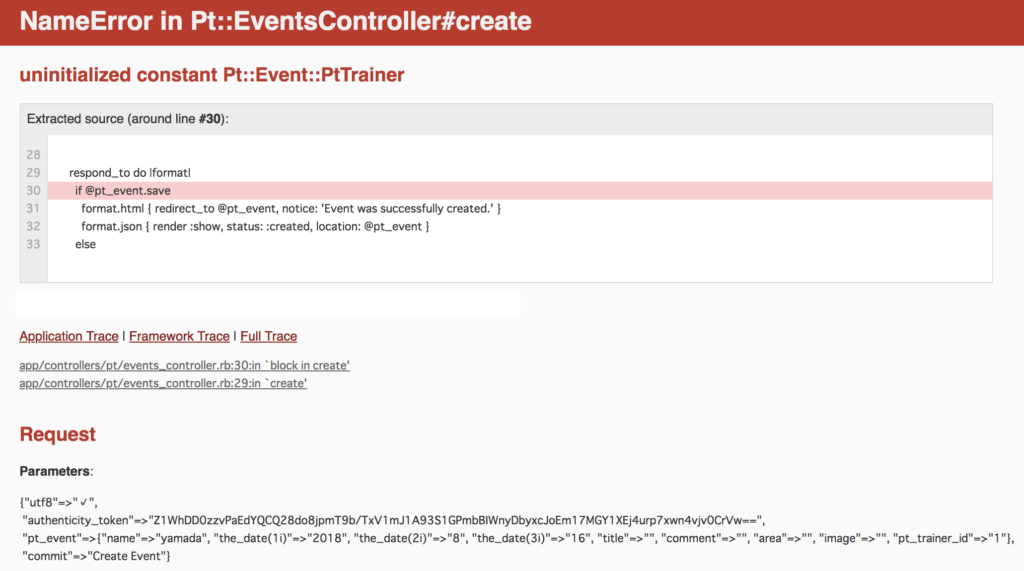 NameError in Pt::EventsController#create
uninitialized constant Pt::Event::PtTrainer
Extracted source (around line #30):
28
29 respond_to do |format|
30 if @pt_event.save
31 format.html { redirect_to @pt_event, notice: 'Event was successfully created.' }
32 format.json { render :show, status: :created, location: @pt_event }
33 else
Application Trace | Framework Trace | Full Trace
app/controllers/pt/events_controller.rb:30:in `block in create'
app/controllers/pt/events_controller.rb:29:in `create'
Request
Parameters:
{"utf8"=>"✓",
"authenticity_token"=>"Z1WhDD0zzvPaEdYQCQ28do8jpmT9b/TxV1mJ1A93S1GPmbBIWnyDbyxcJoEm17MGY1XEj4urp7xwn4vjv0CrVw==",
"pt_event"=>{"name"=>"yamada", "the_date(1i)"=>"2018", "the_date(2i)"=>"8", "the_date(3i)"=>"16", "title"=>"", "comment"=>"", "area"=>"", "image"=>"", "pt_trainer_id"=>"1"},
"commit"=>"Create Event"}